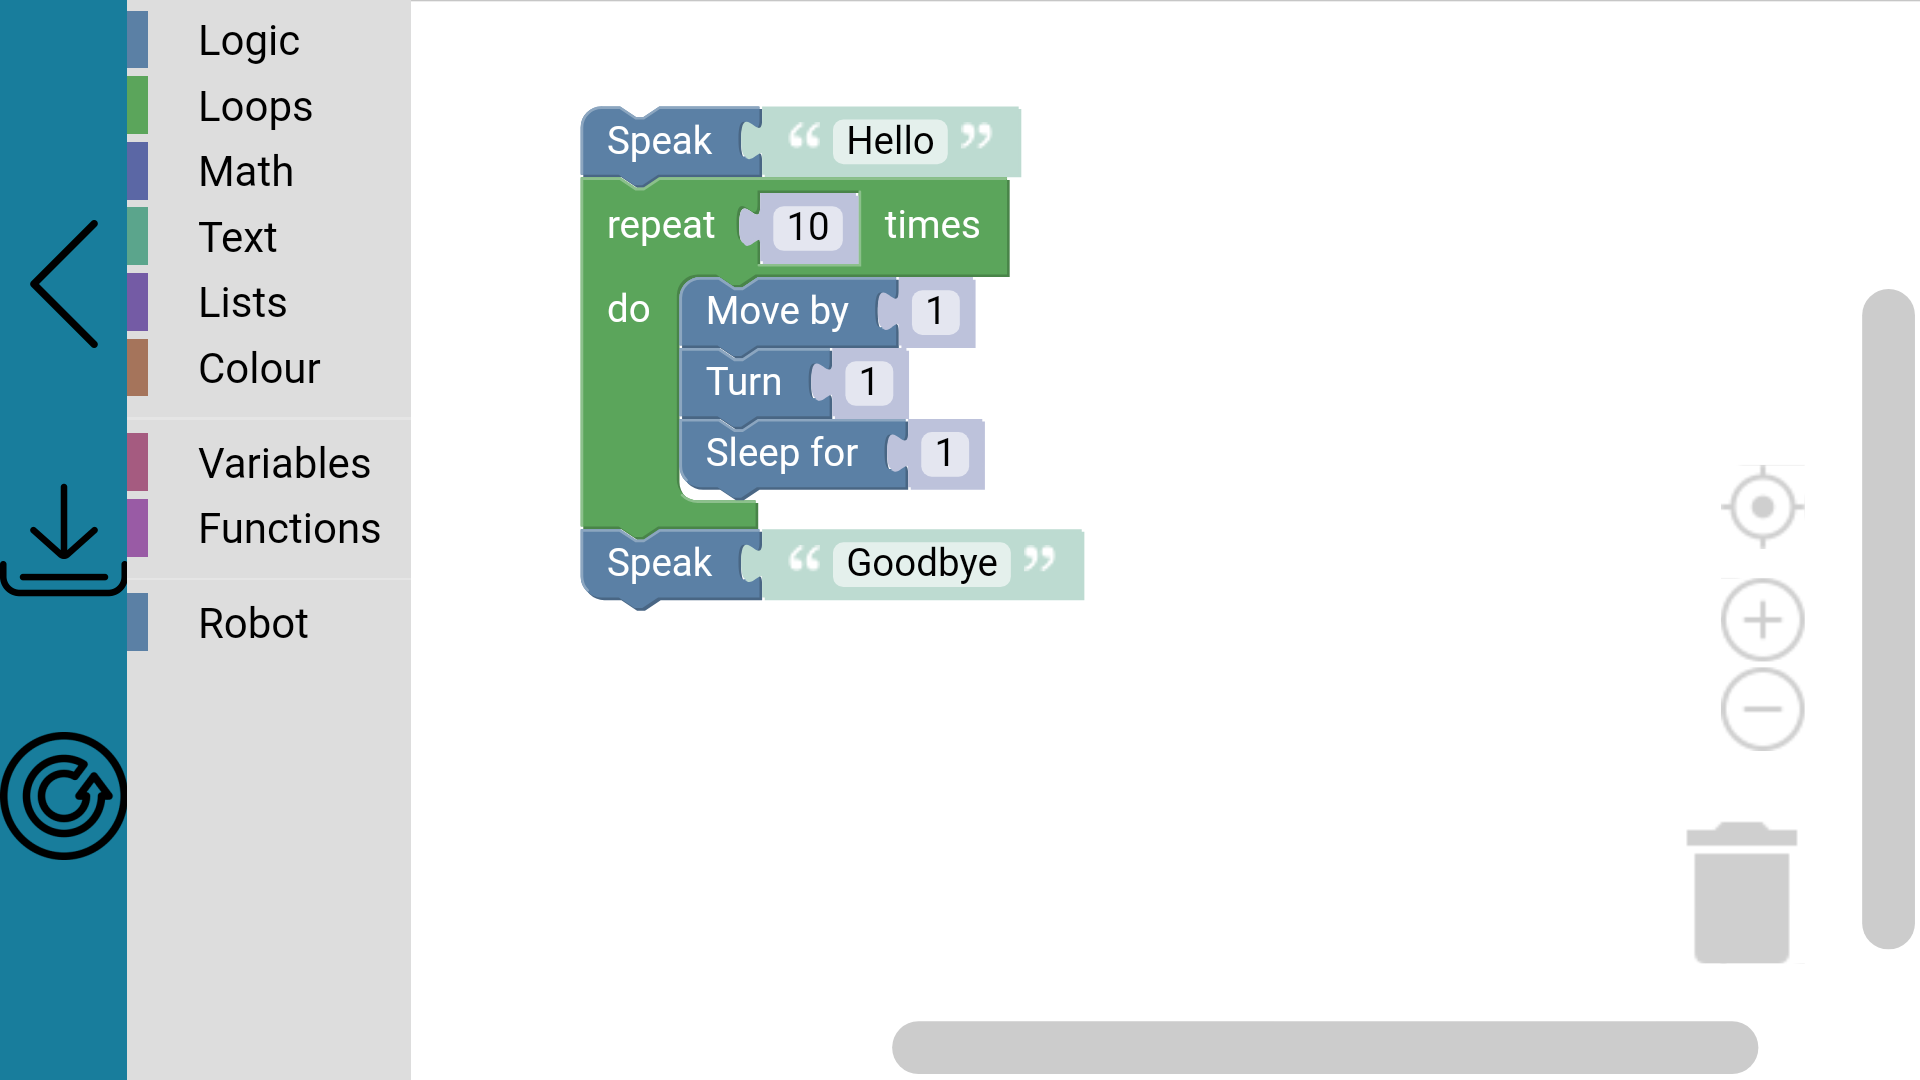 Logic
Loops
Math
Text
Lists
Colour
Variables
Functions
Robot
Speak “ Hello ”
repeat 10 times
do Move by 1
Turn 1
Sleep for 1
Speak “ Goodbye ”